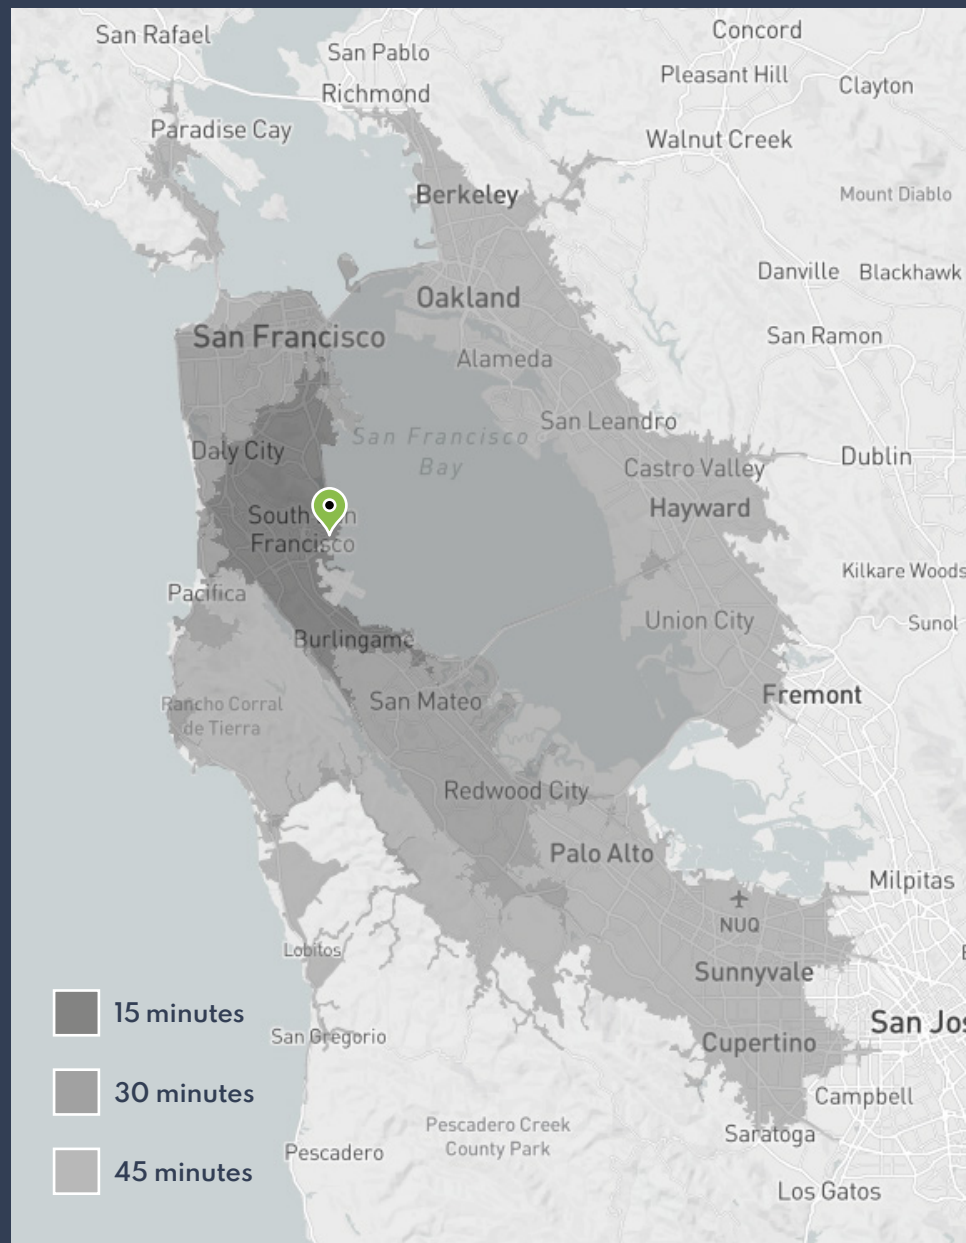 Concord
San Rafael
San Pablo
Pleasant Hill
Clayton
Richmond
Paradise Cay
Walnut Creek
Berkeley
Mount Diablo
Danville
Blackhawk
Oakland
San Francisco
San Ramon
Alameda
San Leandro
San Francisco
Bay
Daly City
Dublin
Castro Valley
Hayward
South San
Francisco
Kilkare Woods
Pacifica
Union City
Sunol
Burlingame
Fremont
San Mateo
Rancho Corral
de Tierra
Redwood City
Palo Alto
Milpitas
NUQ
Lobitos
Sunnyvale
15 minutes
San Jos
San Gregorio
Cupertino
30 minutes
Campbell
Pescadero Creek
County Park
Saratoga
Pescadero
45 minutes
Los Gatos